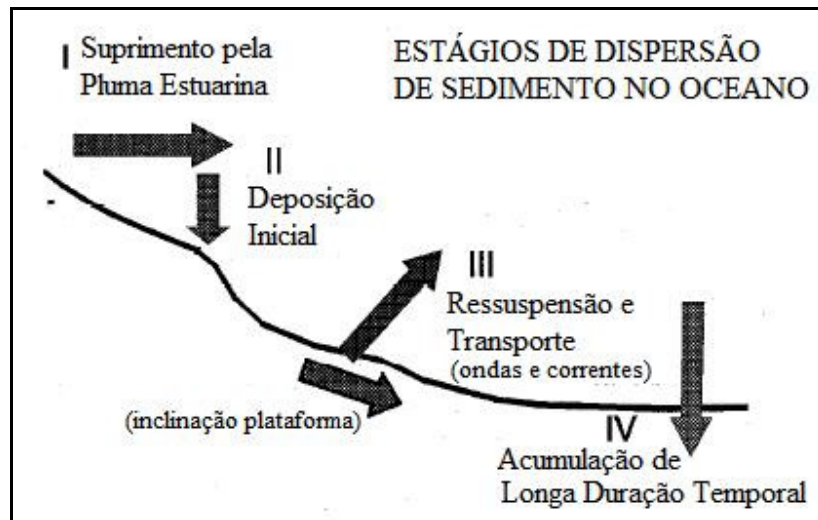 I Suprimento pela
Pluma Estuarina
ESTÁGIOS DE DISPERSÃO
DE SEDIMENTO NO OCEANO
II
Deposição
Inicial
III
Ressuspensão e
Transporte
(ondas e correntes)
(inclinação plataforma)
IV
Acumulação de
Longa Duração Temporal